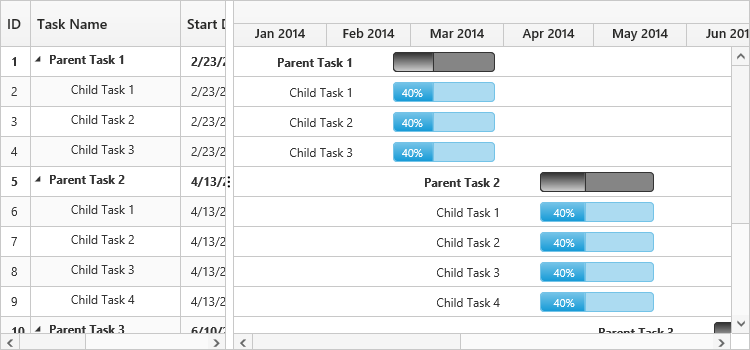 ID Task Name Start D
Jan 2014 Feb 2014 Mar 2014 Apr 2014 May 2014 Jun 201
1 Parent Task 1 2/23/2 Parent Task 1
2 Child Task 1 2/23/2 Child Task 1 40%
3 Child Task 2 2/23/2 Child Task 2 40%
4 Child Task 3 2/23/2 Child Task 3 40%
5 Parent Task 2 4/13/2 Parent Task 2
6 Child Task 1 4/13/2 Child Task 1 40%
7 Child Task 2 4/13/2 Child Task 2 40%
8 Child Task 3 4/13/2 Child Task 3 40%
9 Child Task 4 4/13/2 Child Task 4 40%
10 Parent Task 3 6/10/2 Parent Task 3